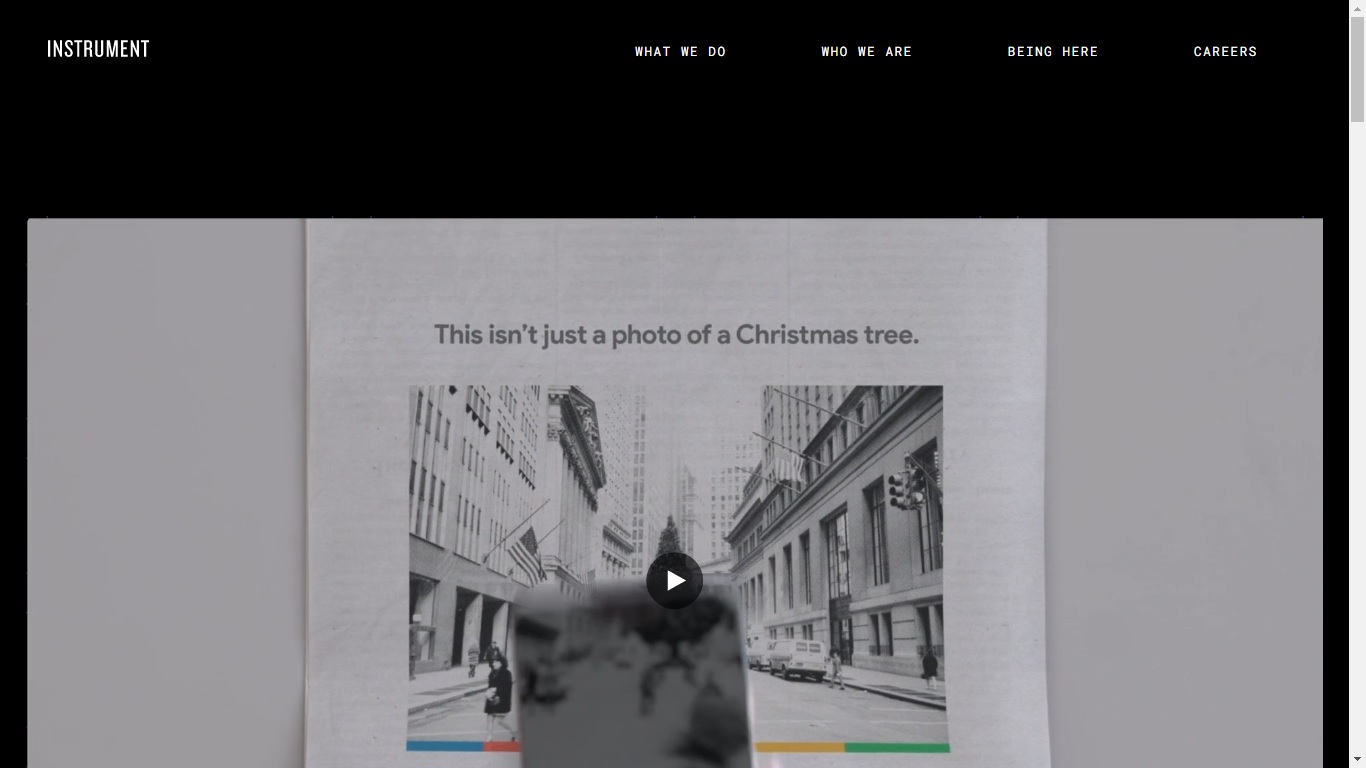 INSTRUMENT
WHAT WE DO
WHO WE ARE
BEING HERE
CAREERS
This isn't just a photo of a Christmas tree.